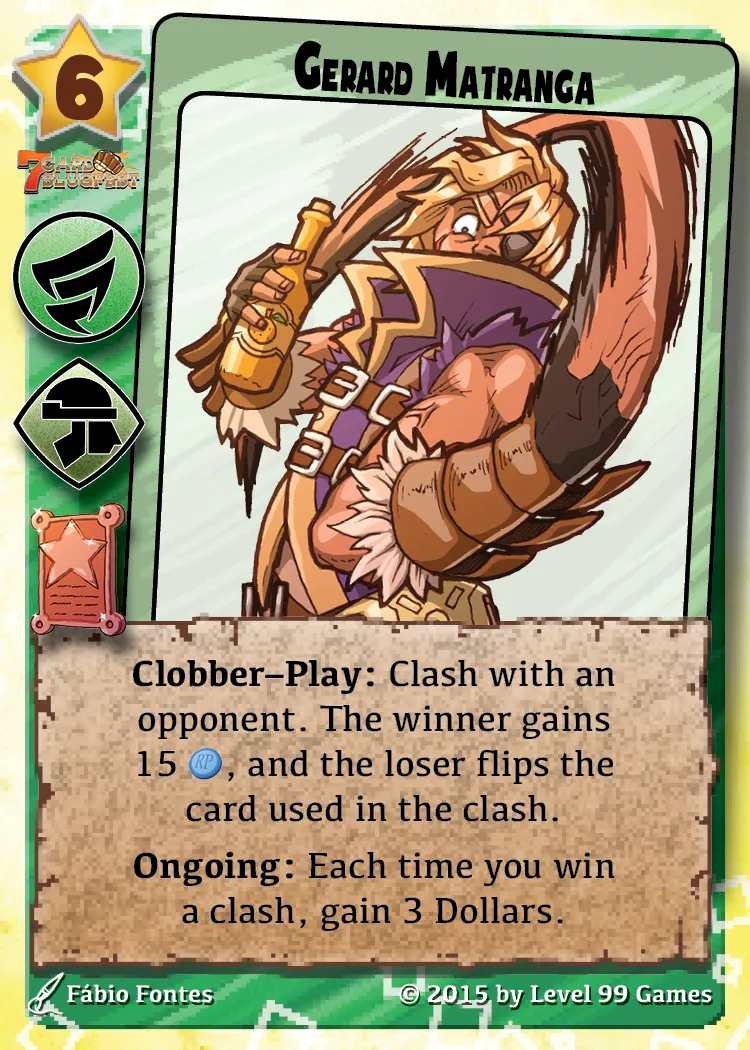 6
Gerard Matranga
7 Card
Slugfest
Clobber–Play: Clash with an
opponent. The winner gains
15 RP, and the loser flips the
card used in the clash.
Ongoing: Each time you win
a clash, gain 3 Dollars.
Fábio Fontes
© 2015 by Level 99 Games